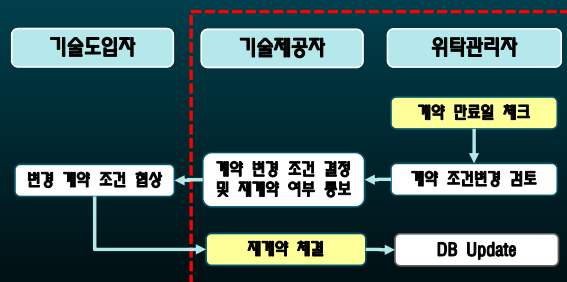 기술도입자
기술제공자
위탁관리자
계약 만료일 체크
계약 조건변경 검토
계약 변경 조건 결정
및 재계약 여부 통보
변경 계약 조건 협상
재계약 체결
DB Update